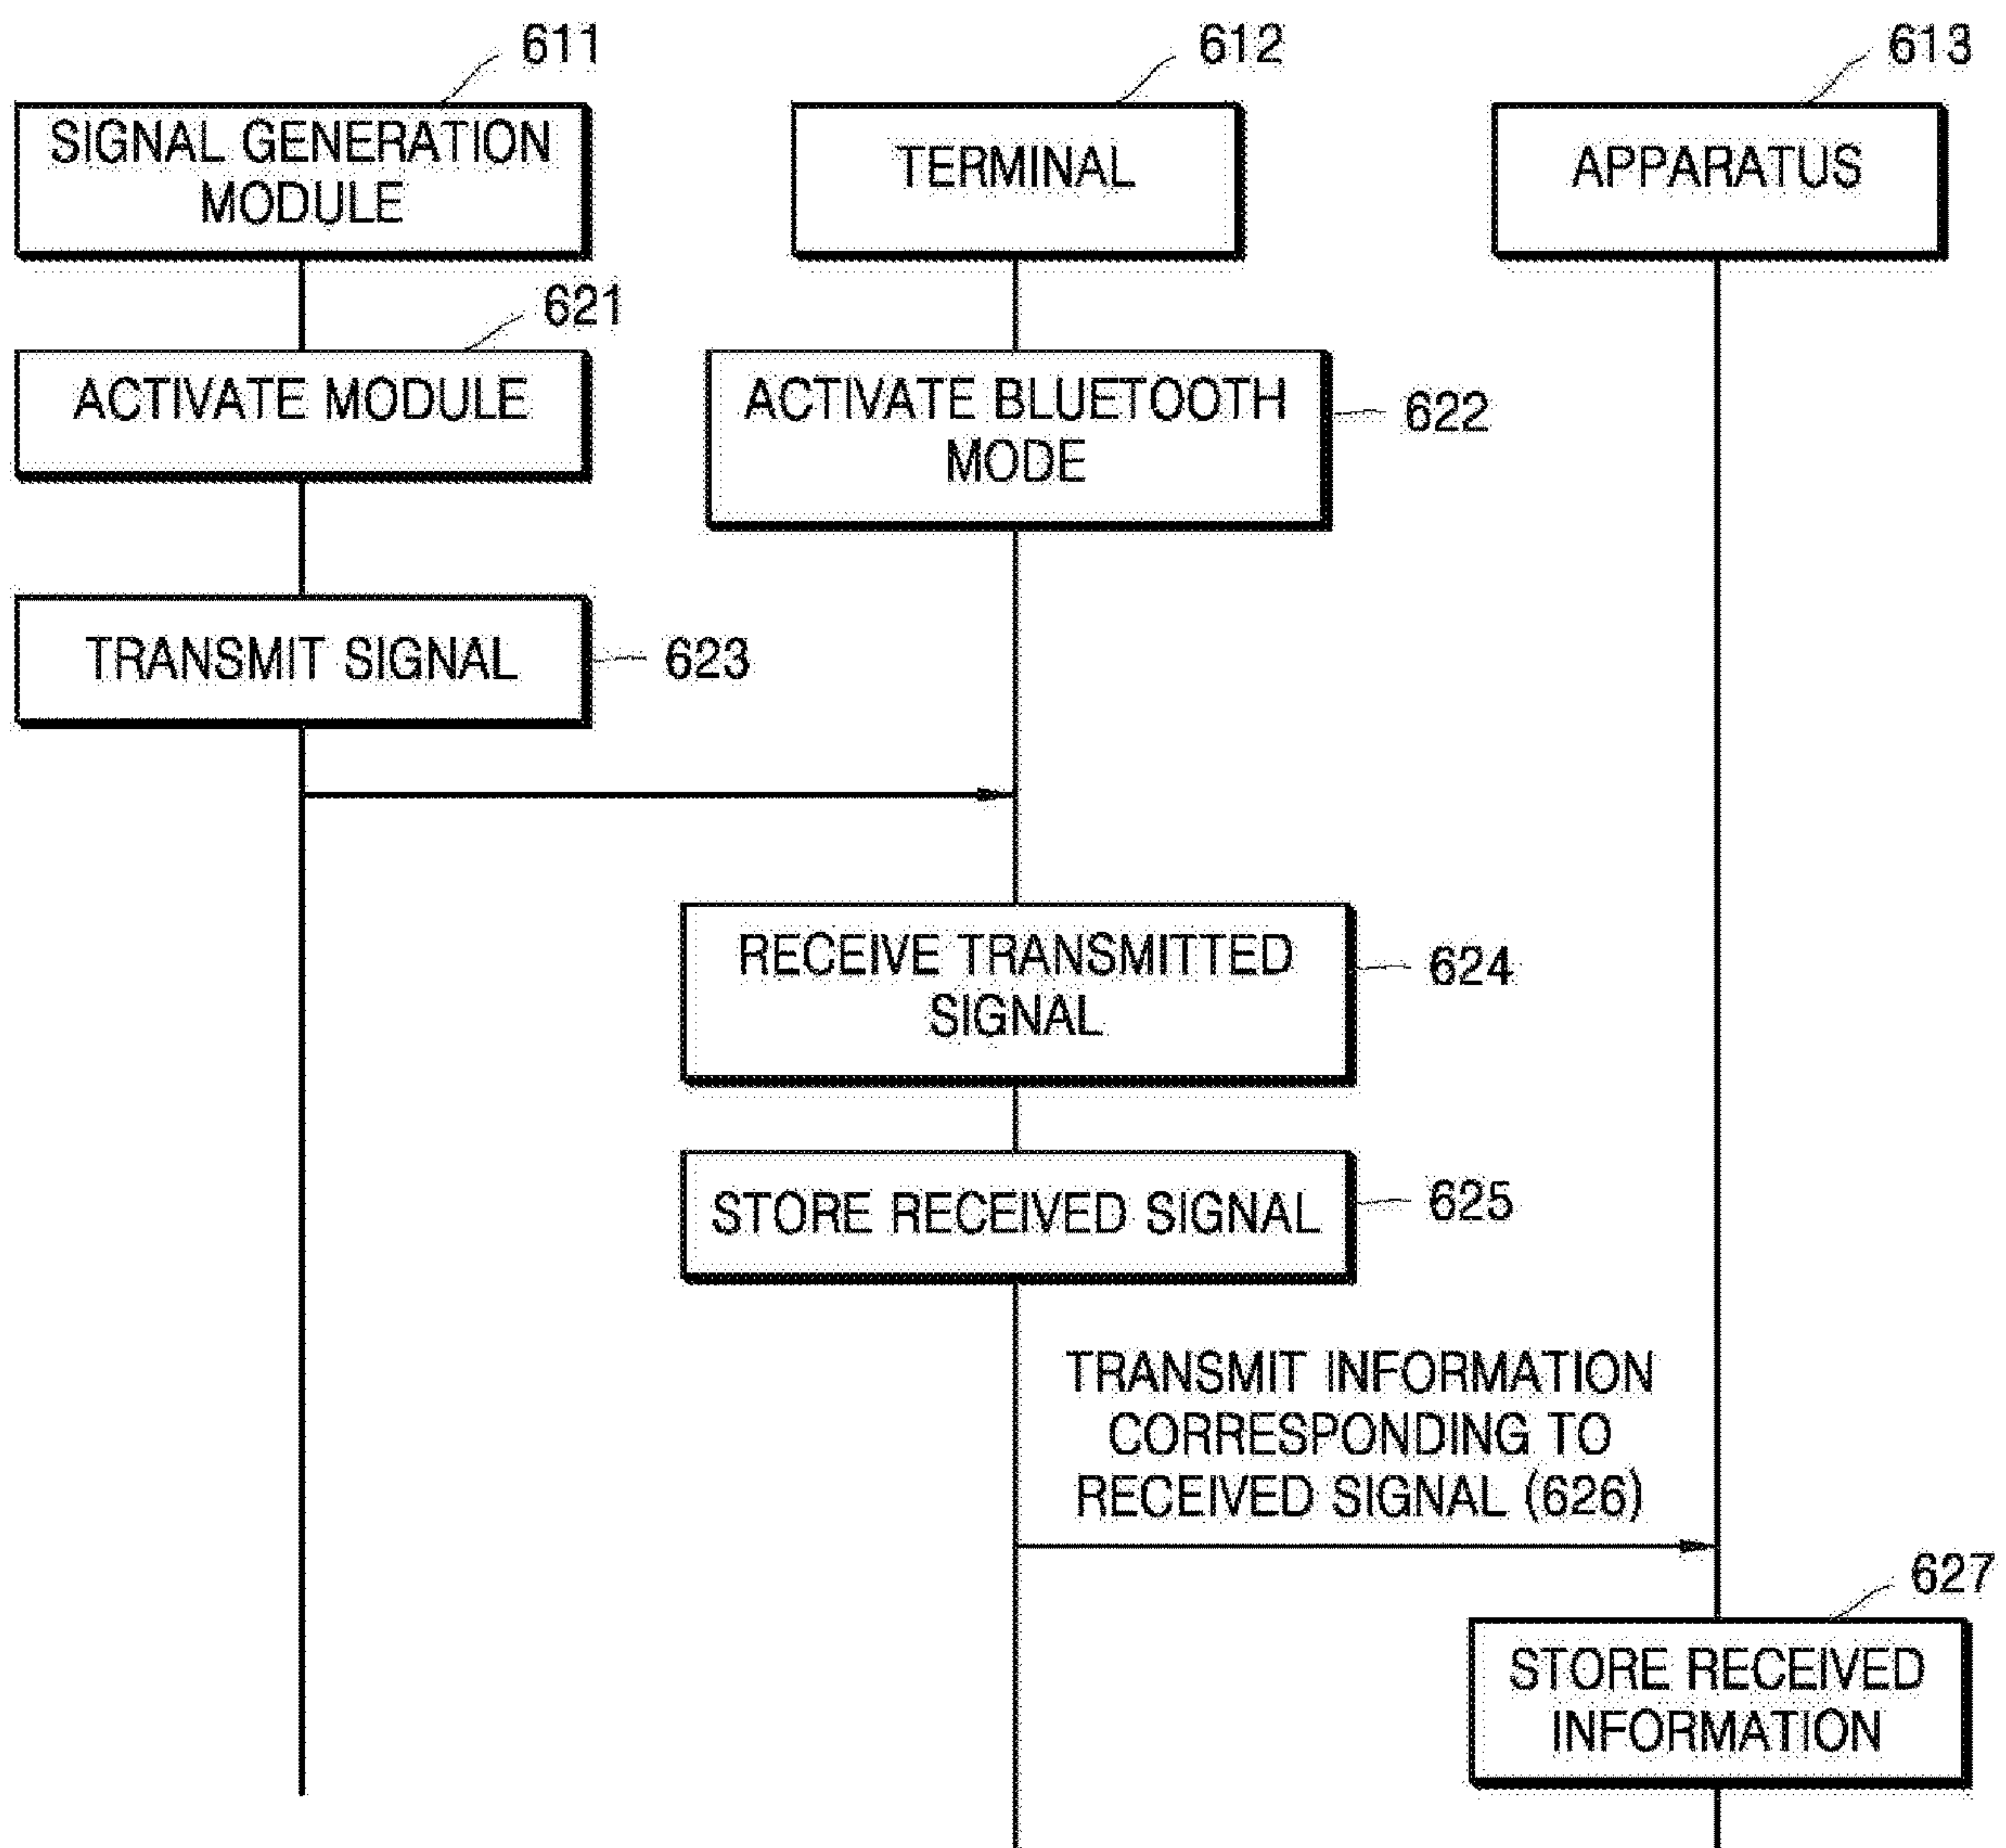 611
612
613
SIGNAL GENERATION
MODULE
TERMINAL
APPARATUS
621
ACTIVATE MODULE
ACTIVATE BLUETOOTH
MODE
622
TRANSMIT SIGNAL
623
RECEIVE TRANSMITTED
SIGNAL
624
STORE RECEIVED SIGNAL
625
TRANSMIT INFORMATION
CORRESPONDING TO
RECEIVED SIGNAL (626)
627
STORE RECEIVED
INFORMATION